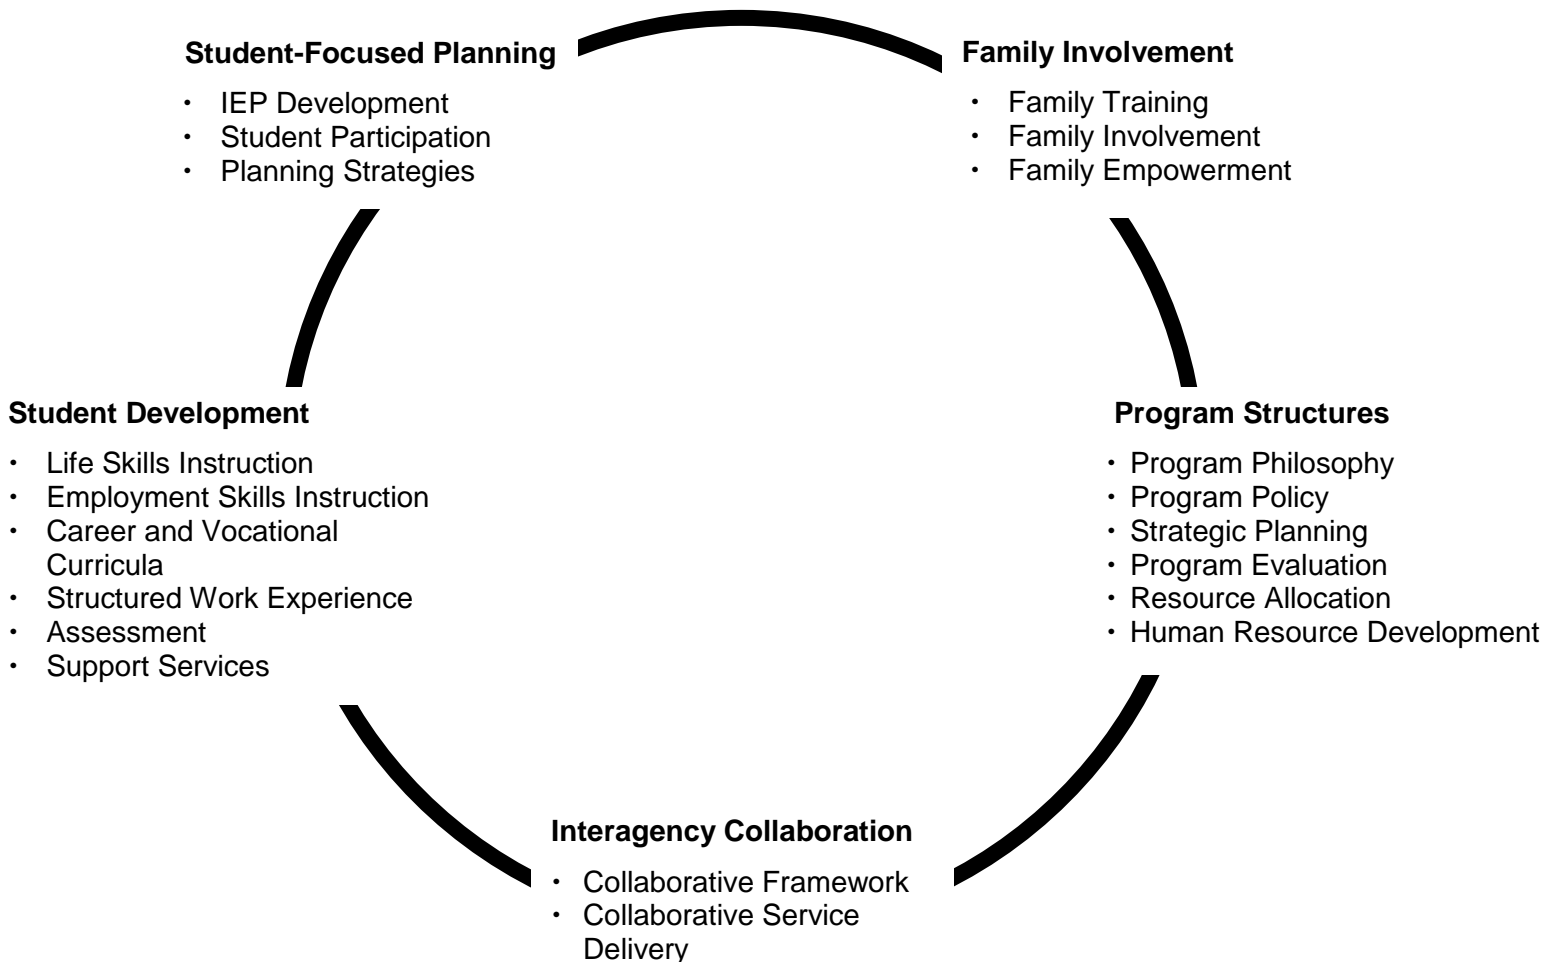 Student-Focused Planning
· IEP Development
· Student Participation
· Planning Strategies
Family Involvement
· Family Training
· Family Involvement
· Family Empowerment
Student Development
· Life Skills Instruction
· Employment Skills Instruction
· Career and Vocational
Curricula
· Structured Work Experience
· Assessment
· Support Services
Program Structures
· Program Philosophy
· Program Policy
· Strategic Planning
· Program Evaluation
· Resource Allocation
· Human Resource Development
Interagency Collaboration
· Collaborative Framework
· Collaborative Service
Delivery